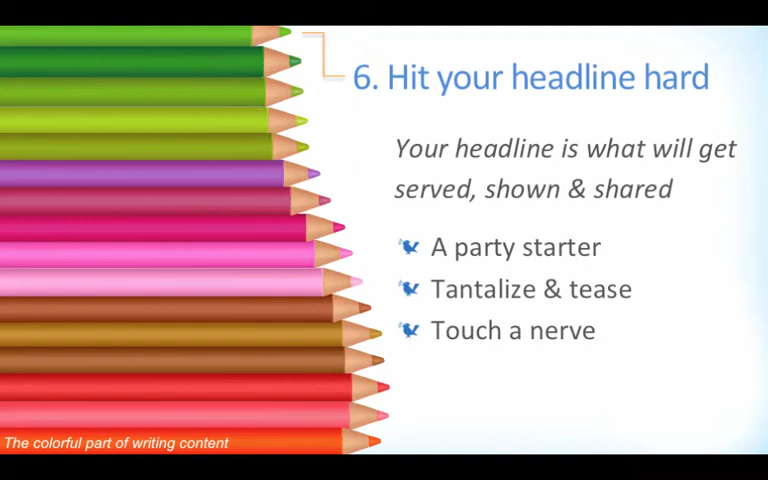 6. Hit your headline hard
Your headline is what will get
served, shown & shared
A party starter
Tantalize & tease
Touch a nerve
The colorful part of writing content